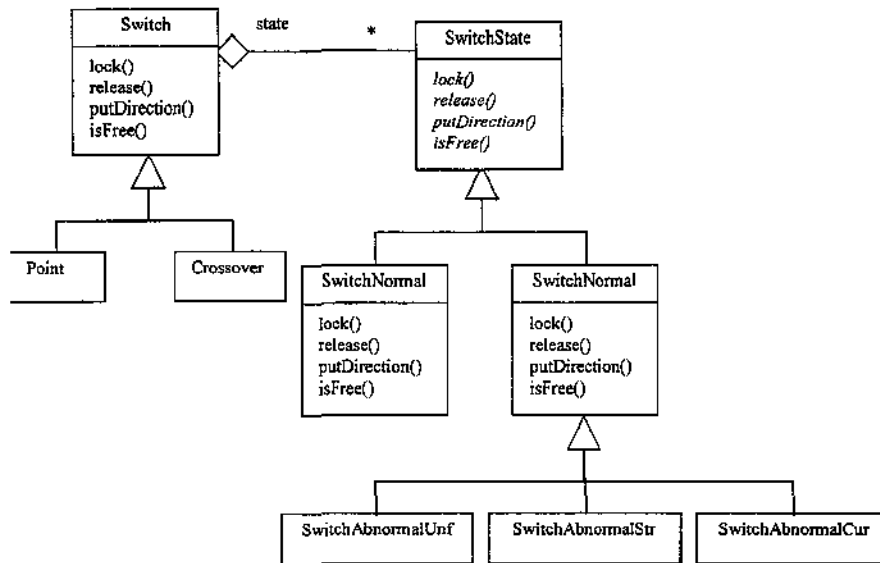 Switch
lock()
release()
putDirection()
isFree()
state
*
SwitchState
lock()
release()
putDirection()
isFree()
Point
Crossover
SwitchNormal
lock()
release()
putDirection()
isFree()
SwitchNormal
lock()
release()
putDirection()
isFree()
SwitchAbnormalUnf
SwitchAbnormalStr
SwitchAbnormalCur